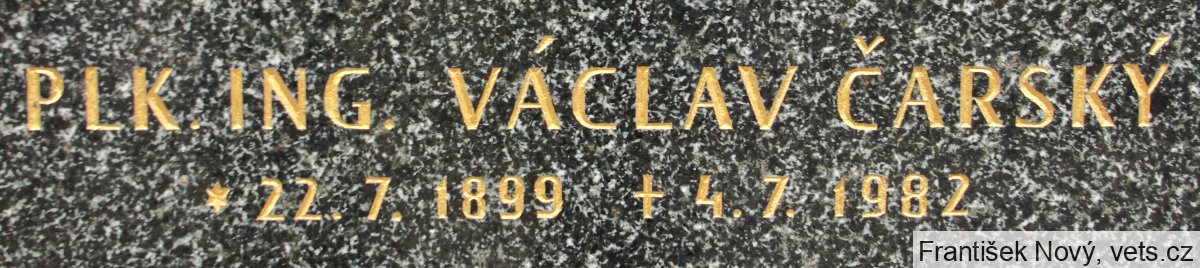 PLK. ING. VÁCLAV ČARSKÝ
* 22. 7. 1899 † 4. 7. 1982
František Nový, vets.cz